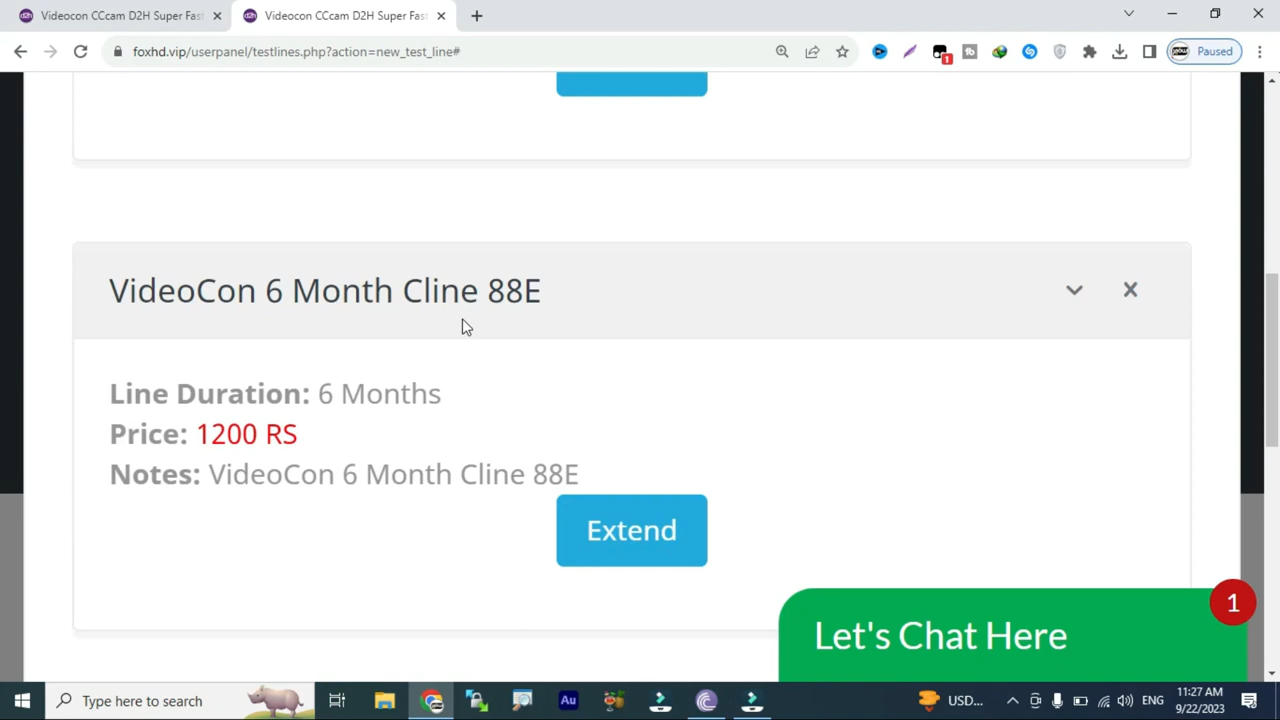 Videocon CCcam D2H Super Fast
Videocon CCcam D2H Super Fast
foxhd.vip/userpanel/testlines.php?action=new_test_line#
1
Paused
VideoCon 6 Month Cline 88E
Line Duration: 6 Months
Price: 1200 RS
Notes: VideoCon 6 Month Cline 88E
Extend
1
Let's Chat Here
Type here to search
Au
USD...
ENG
11:27 AM
9/22/2023